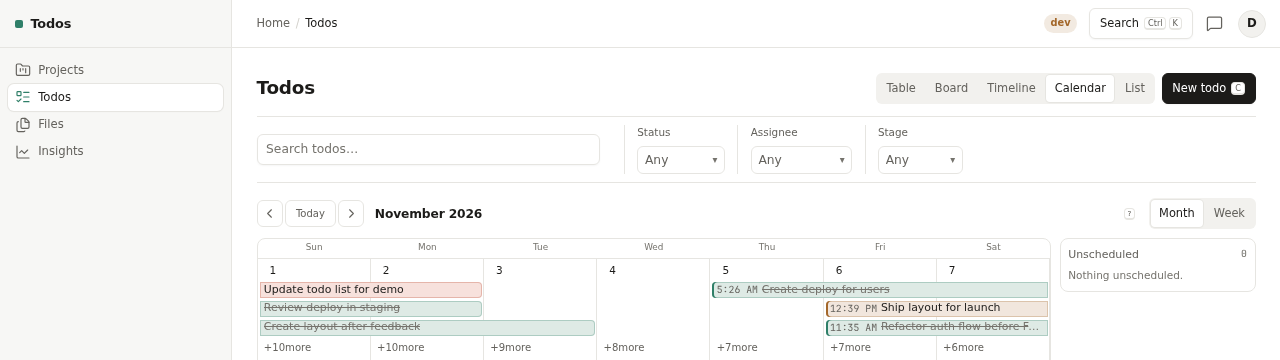 Todos
Home / Todos
dev
Search Ctrl K
D
Projects
Todos
Files
Insights
Todos
Table Board Timeline Calendar List
New todo C
Search todos...
Status
Any
Assignee
Any
Stage
Any
Today
November 2026
?
Month Week
Sun Mon Tue Wed Thu Fri Sat
1 2 3 4 5 6 7
Update todo list for demo
5:26 AM Create deploy for users
Review deploy in staging
12:39 PM Ship layout for launch
Create layout after feedback
11:35 AM Refactor auth flow before F...
+10more +10more +9more +8more +7more +7more +6more
Unscheduled 0
Nothing unscheduled.